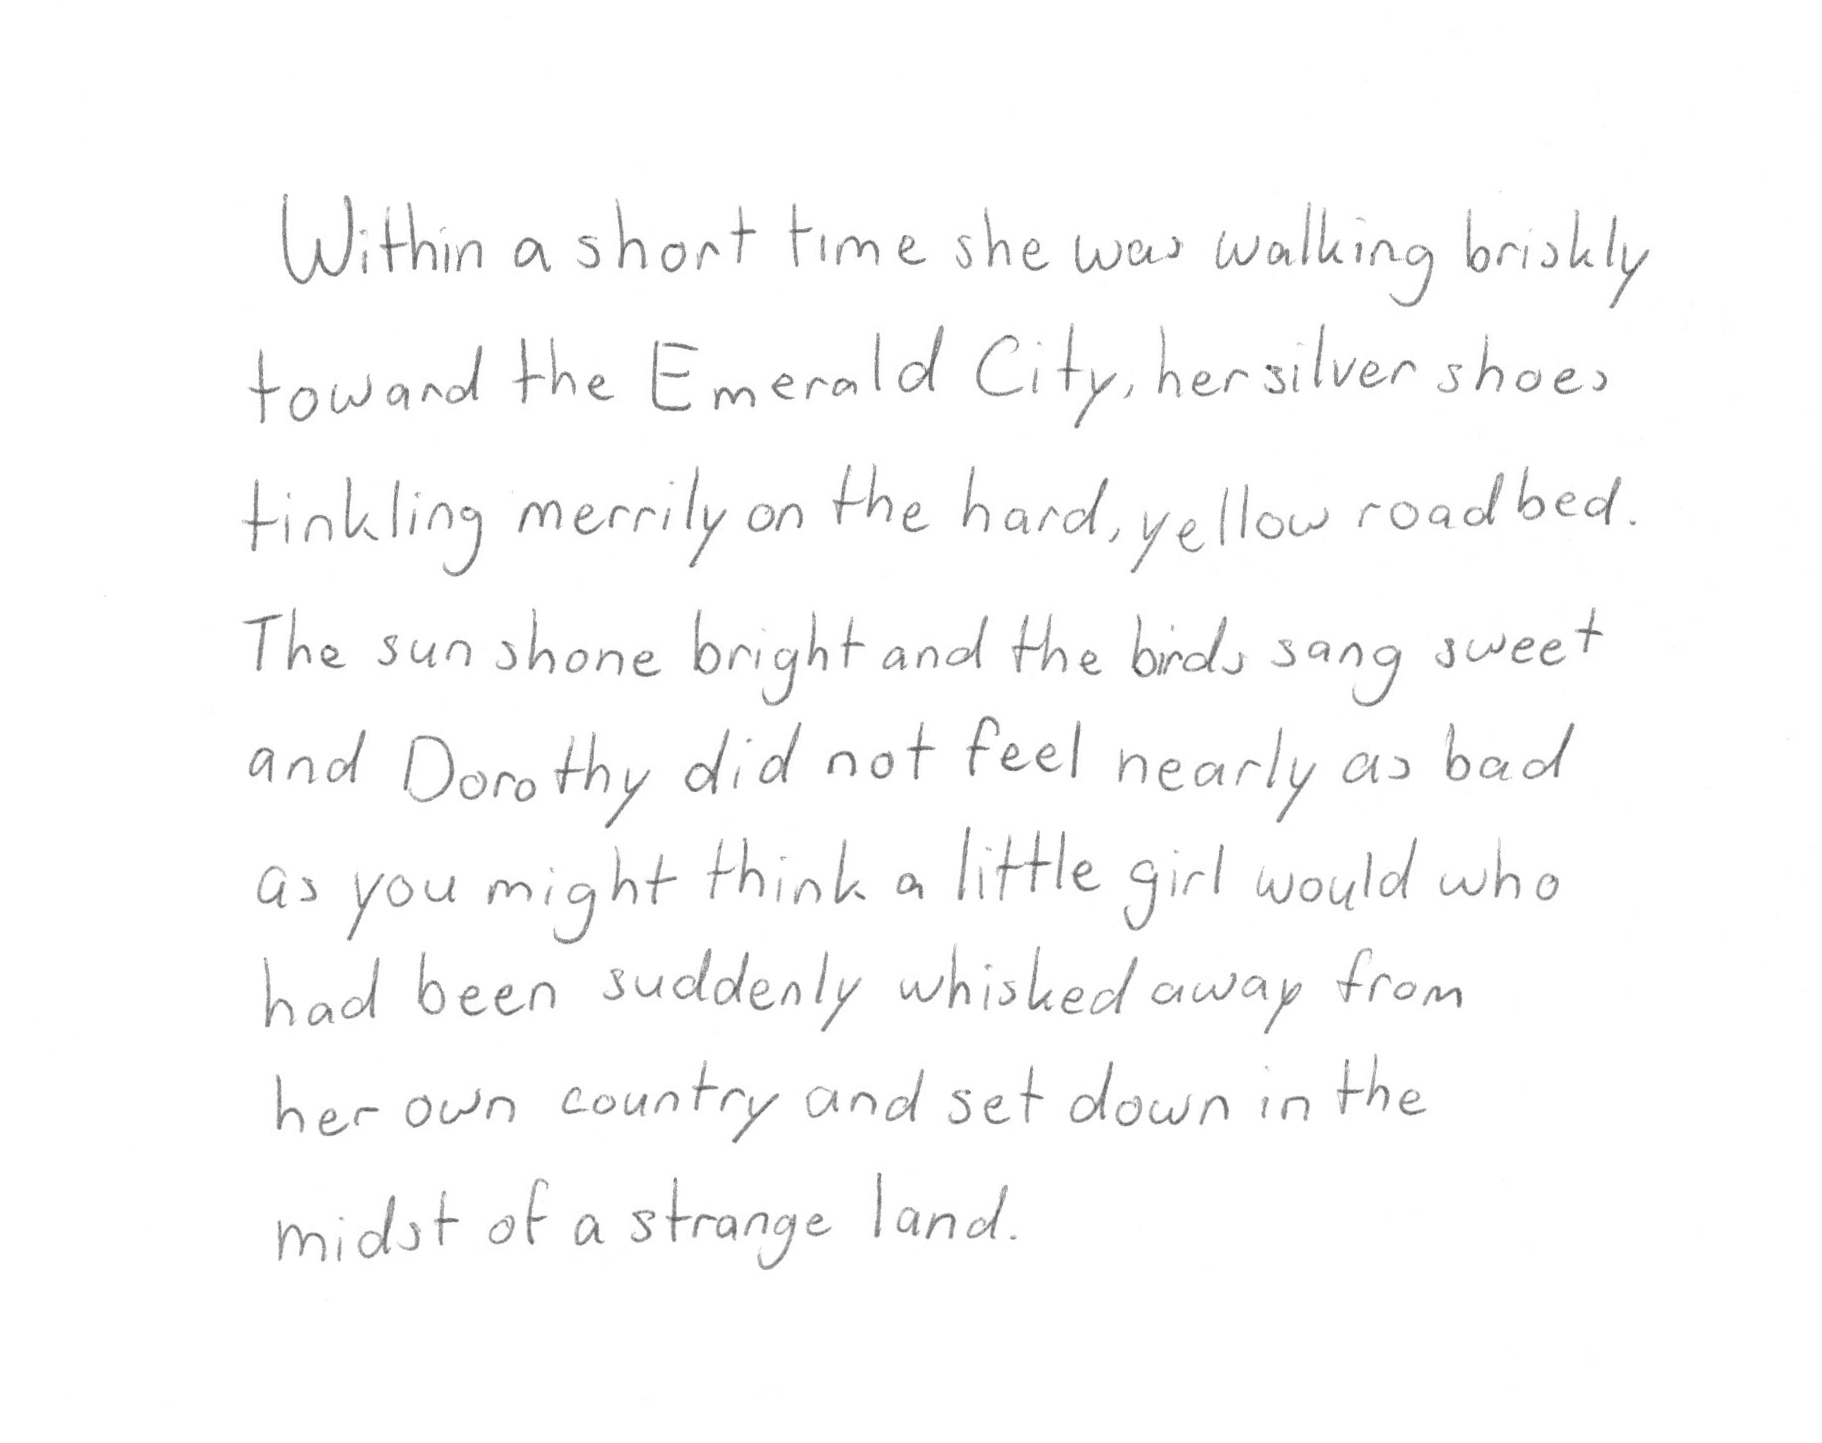 Within a short time she was walking briskly
toward the Emerald City, her silver shoes
tinkling merrily on the hard, yellow roadbed.
The sun shone bright and the birds sang sweet
and Dorothy did not feel nearly as bad
as you might think a little girl would who
had been suddenly whisked away from
her own country and set down in the
midst of a strange land.